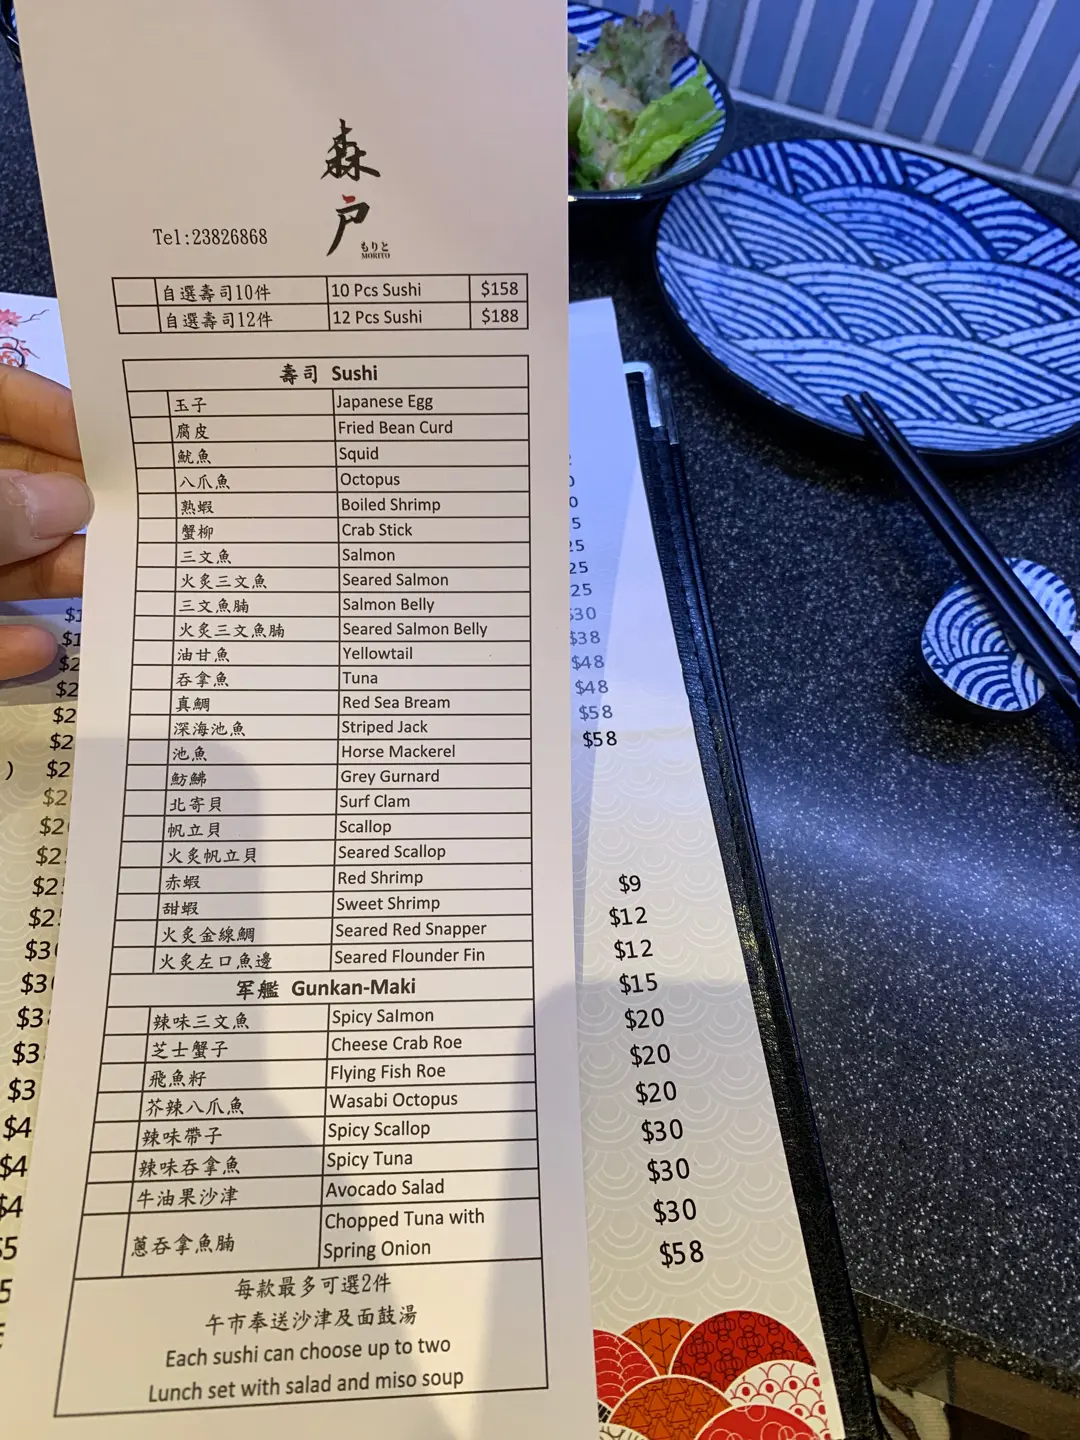 森
戶
もりと
MORITO
Tel:23826868
自選壽司10件 10 Pcs Sushi $158
自選壽司12件 12 Pcs Sushi $188
壽司 Sushi
玉子 Japanese Egg
腐皮 Fried Bean Curd
魷魚 Squid
八爪魚 Octopus
熟蝦 Boiled Shrimp
蟹柳 Crab Stick
三文魚 Salmon
火炙三文魚 Seared Salmon
三文魚腩 Salmon Belly
火炙三文魚腩 Seared Salmon Belly
油甘魚 Yellowtail
吞拿魚 Tuna
真鯛 Red Sea Bream
深海池魚 Striped Jack
池魚 Horse Mackerel
魴鮄 Grey Gurnard
北寄貝 Surf Clam
帆立貝 Scallop
火炙帆立貝 Seared Scallop
赤蝦 Red Shrimp
甜蝦 Sweet Shrimp
火炙金線鯛 Seared Red Snapper
火炙左口魚邊 Seared Flounder Fin
军艦 Gunkan-Maki
辣味三文魚 Spicy Salmon
芝士蟹子 Cheese Crab Roe
飛魚籽 Flying Fish Roe
芥辣八爪魚 Wasabi Octopus
辣味帶子 Spicy Scallop
辣味吞拿魚 Spicy Tuna
牛油果沙津 Avocado Salad
蔥吞拿魚腩 Chopped Tuna with
Spring Onion
每款最多可選2件
午市奉送沙津及面鼓湯
Each sushi can choose up to two
Lunch set with salad and miso soup
$30
$38
$48
$48
$58
$58
$9
$12
$12
$15
$20
$20
$20
$30
$30
$30
$58